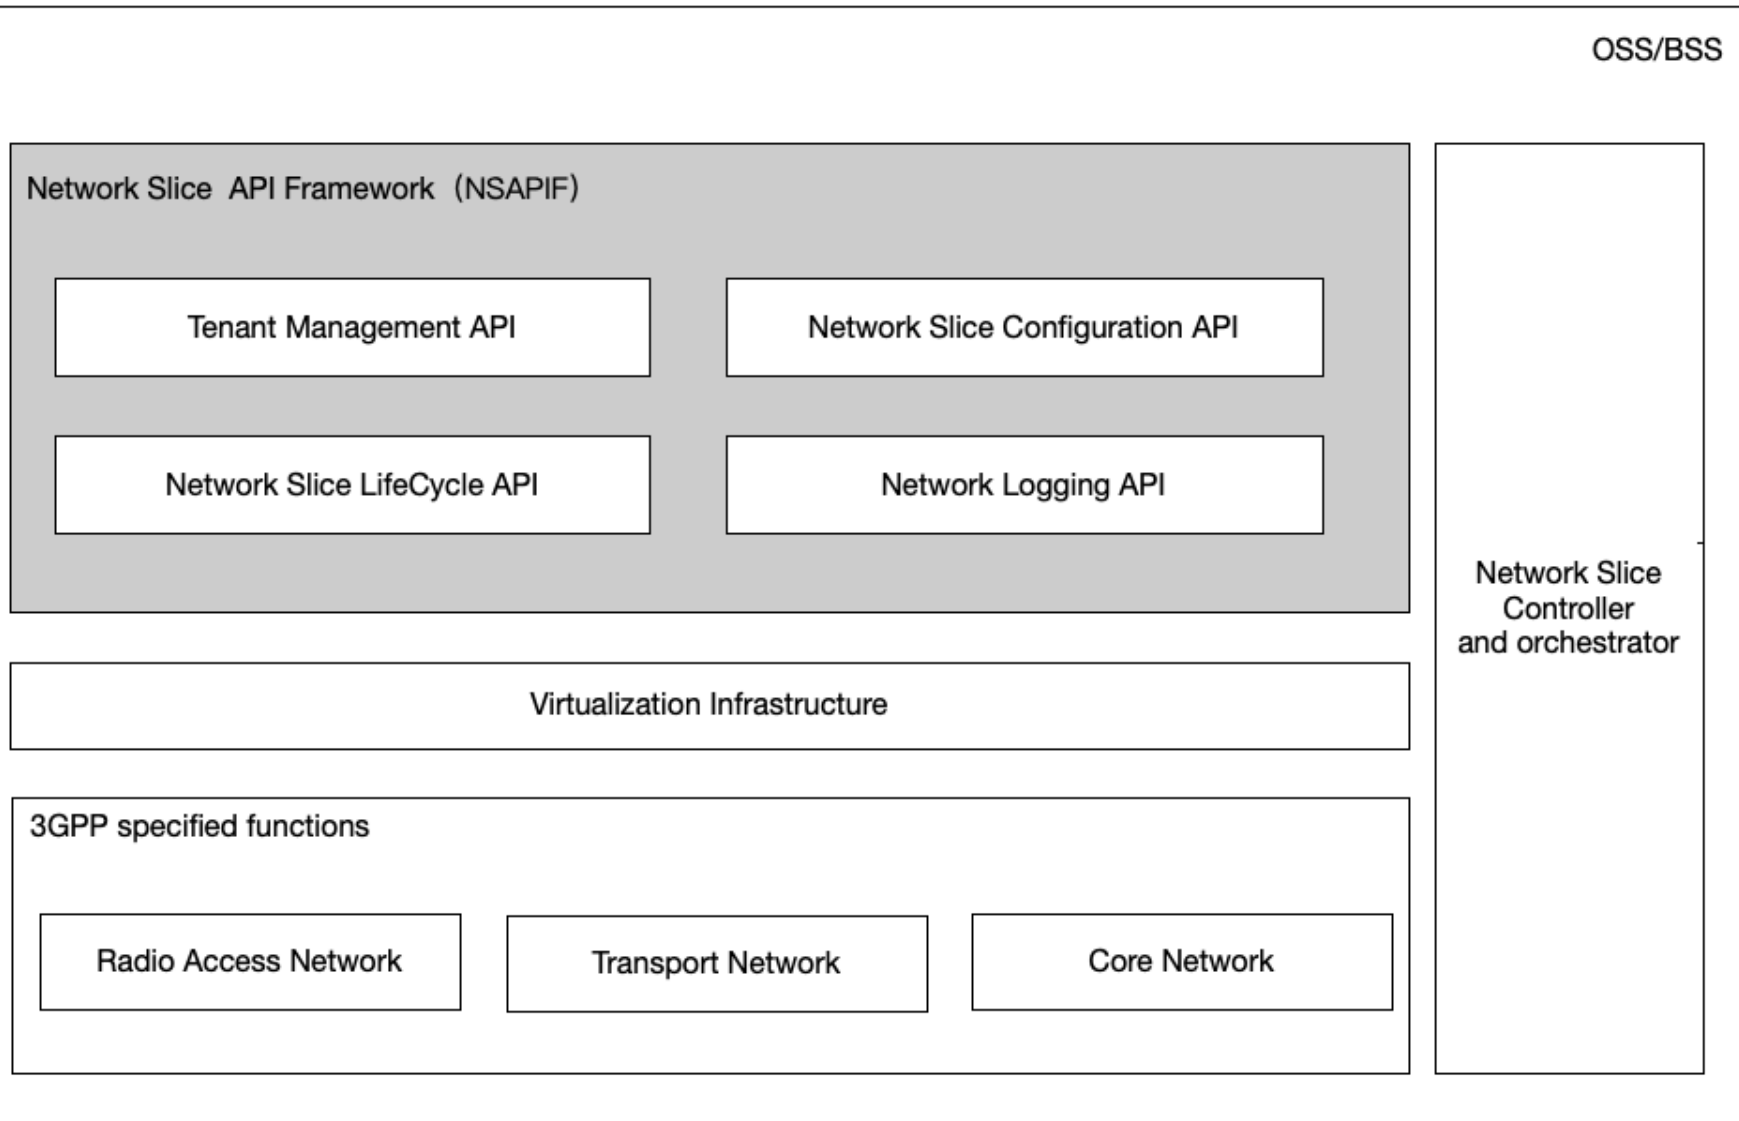 OSS/BSS
Network Slice  API Framework（NSAPIF）
Tenant Management API
Network Slice Configuration API
Network Slice LifeCycle API
Network Logging API
Network Slice
Controller
and orchestrator
Virtualization Infrastructure
3GPP specified functions
Radio Access Network
Transport Network
Core Network